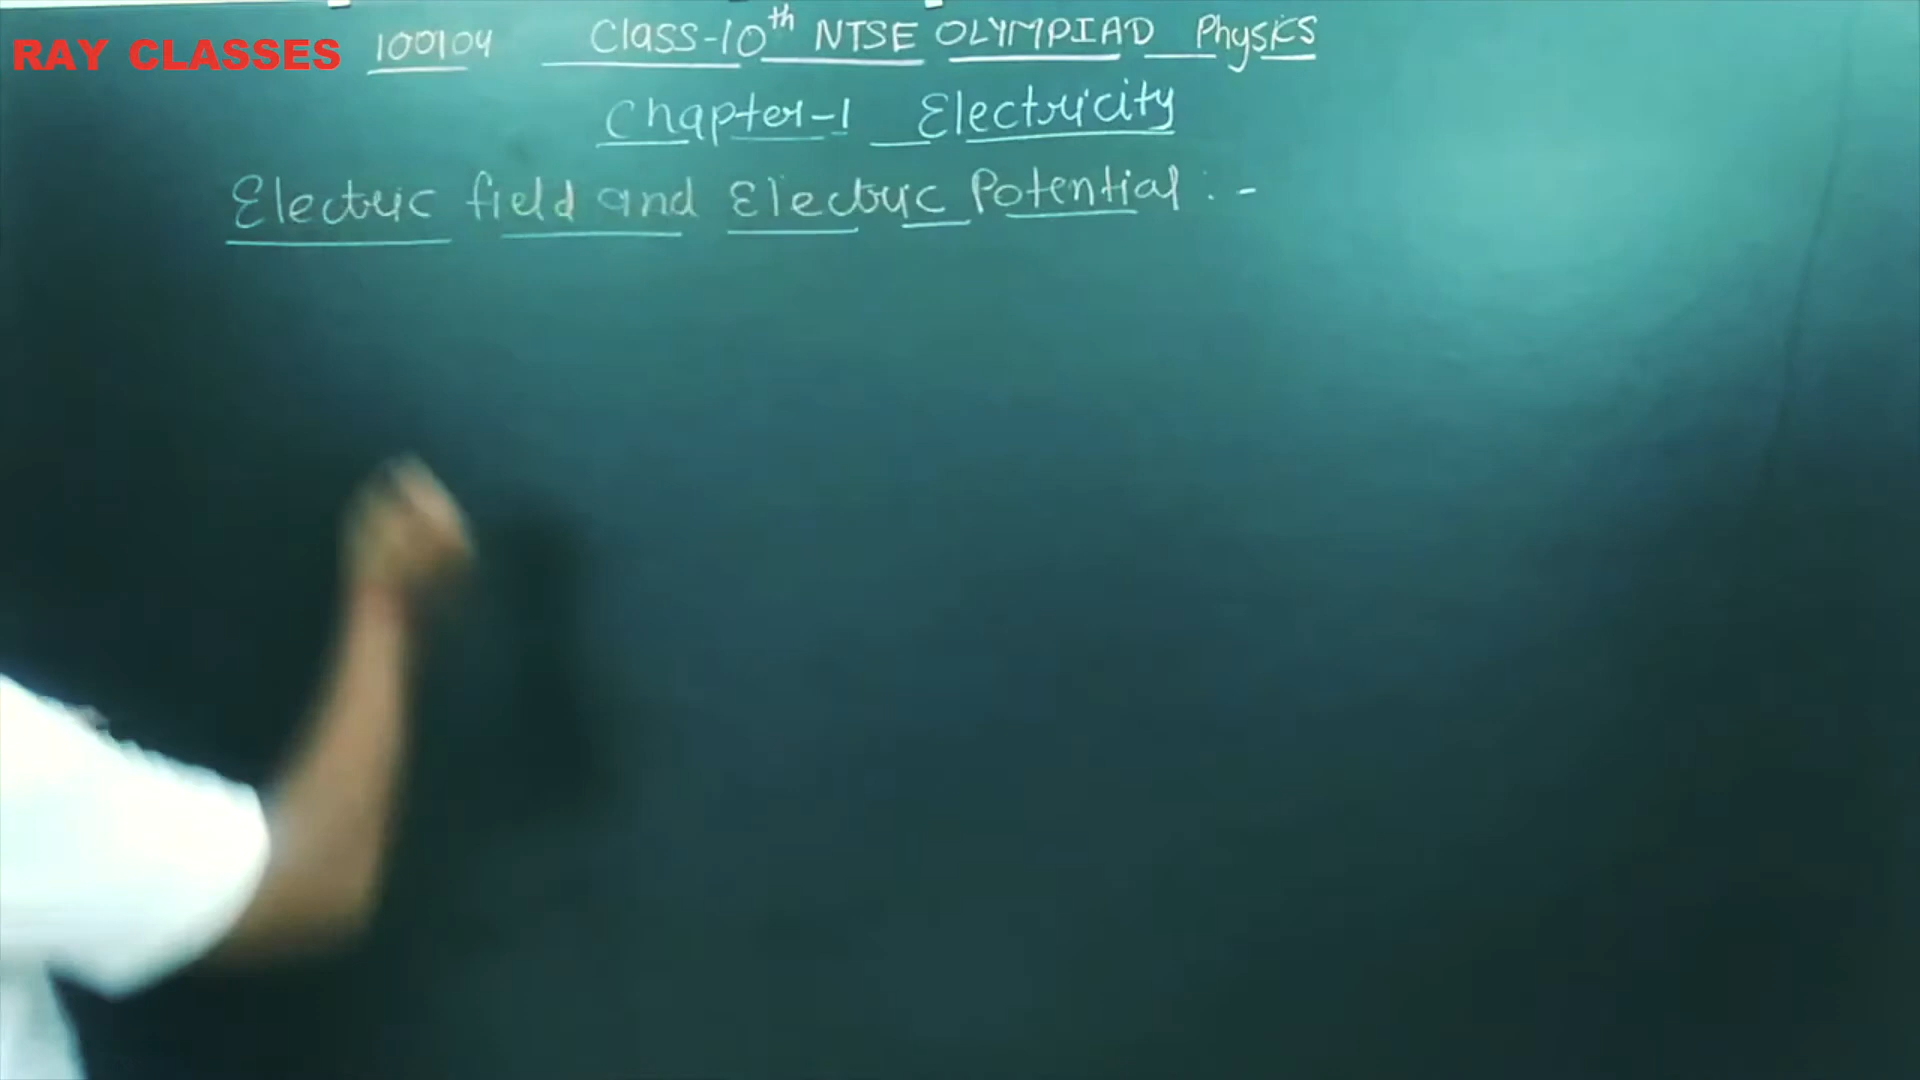 RAY CLASSES 100104 Class-10th NTSE OLYMPIAD Physics
Chapter-1 Electricity
Electric field and Electric Potential : -